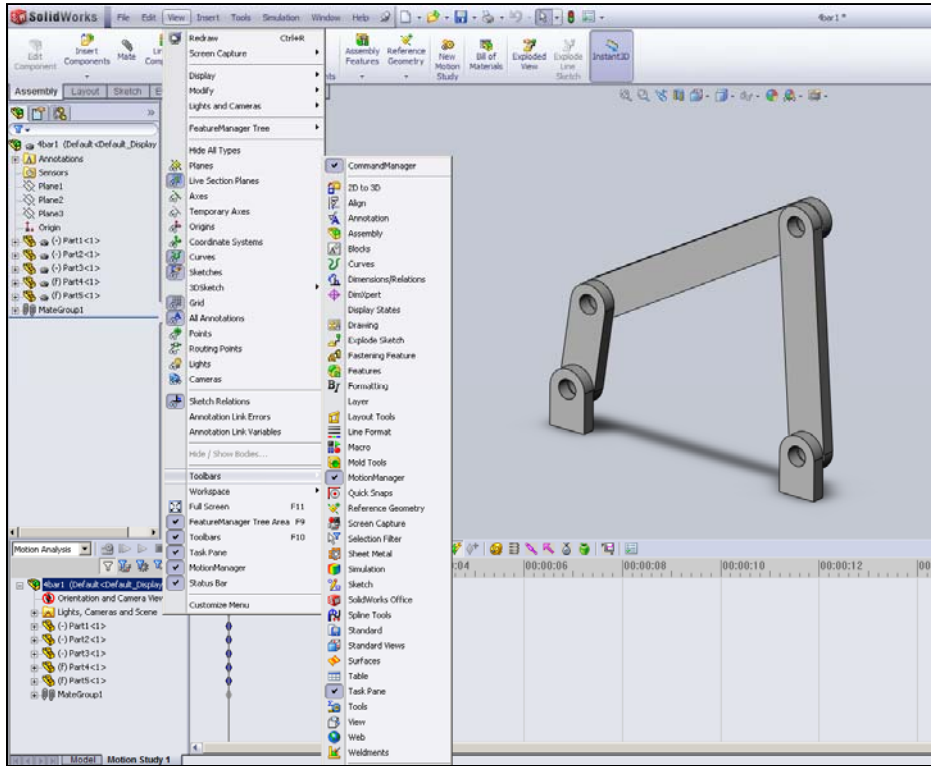 SolidWorks File Edit View Insert Tools Simulation Window Help 4bar1 *
Edit Component
Insert Components
Mate
Assembly Features
Reference Geometry
New Motion Study
Bill of Materials
Exploded View
Explode Line Sketch
Instant3D
Assembly Layout Sketch
4bar1 (Default<Default_Display
Annotations
Sensors
Plane1
Plane2
Plane3
Origin
(-) Part1<1>
(-) Part2<1>
(-) Part3<1>
(f) Part4<1>
(f) Part5<1>
MateGroup1
Redraw Ctrl+R
Screen Capture
Display
Modify
Lights and Cameras
FeatureManager Tree
Hide All Types
Planes
Live Section Planes
Axes
Temporary Axes
Origins
Coordinate Systems
Curves
Sketches
3DSketch
Grid
All Annotations
Points
Routing Points
Lights
Cameras
Sketch Relations
Annotation Link Errors
Annotation Link Variables
Hide / Show Bodies...
Toolbars
Workspace
Full Screen F11
FeatureManager Tree Area F9
Toolbars F10
Task Pane
MotionManager
Status Bar
Customize Menu
CommandManager
2D to 3D
Align
Annotation
Assembly
Blocks
Curves
Dimensions/Relations
DimXpert
Display States
Drawing
Explode Sketch
Fastening Feature
Features
Formatting
Layer
Layout Tools
Line Format
Macro
Mold Tools
MotionManager
Quick Snaps
Reference Geometry
Screen Capture
Selection Filter
Sheet Metal
Simulation
Sketch
SolidWorks Office
Spline Tools
Standard
Standard Views
Surfaces
Table
Task Pane
Tools
View
Web
Weldments
Motion Analysis
:04 00:00:06 00:00:08 00:00:10 00:00:12 00
4bar1 (Default<Default_Display
Orientation and Camera View
Lights, Cameras and Scene
(-) Part1<1>
(-) Part2<1>
(-) Part3<1>
(f) Part4<1>
(f) Part5<1>
MateGroup1
Model Motion Study 1